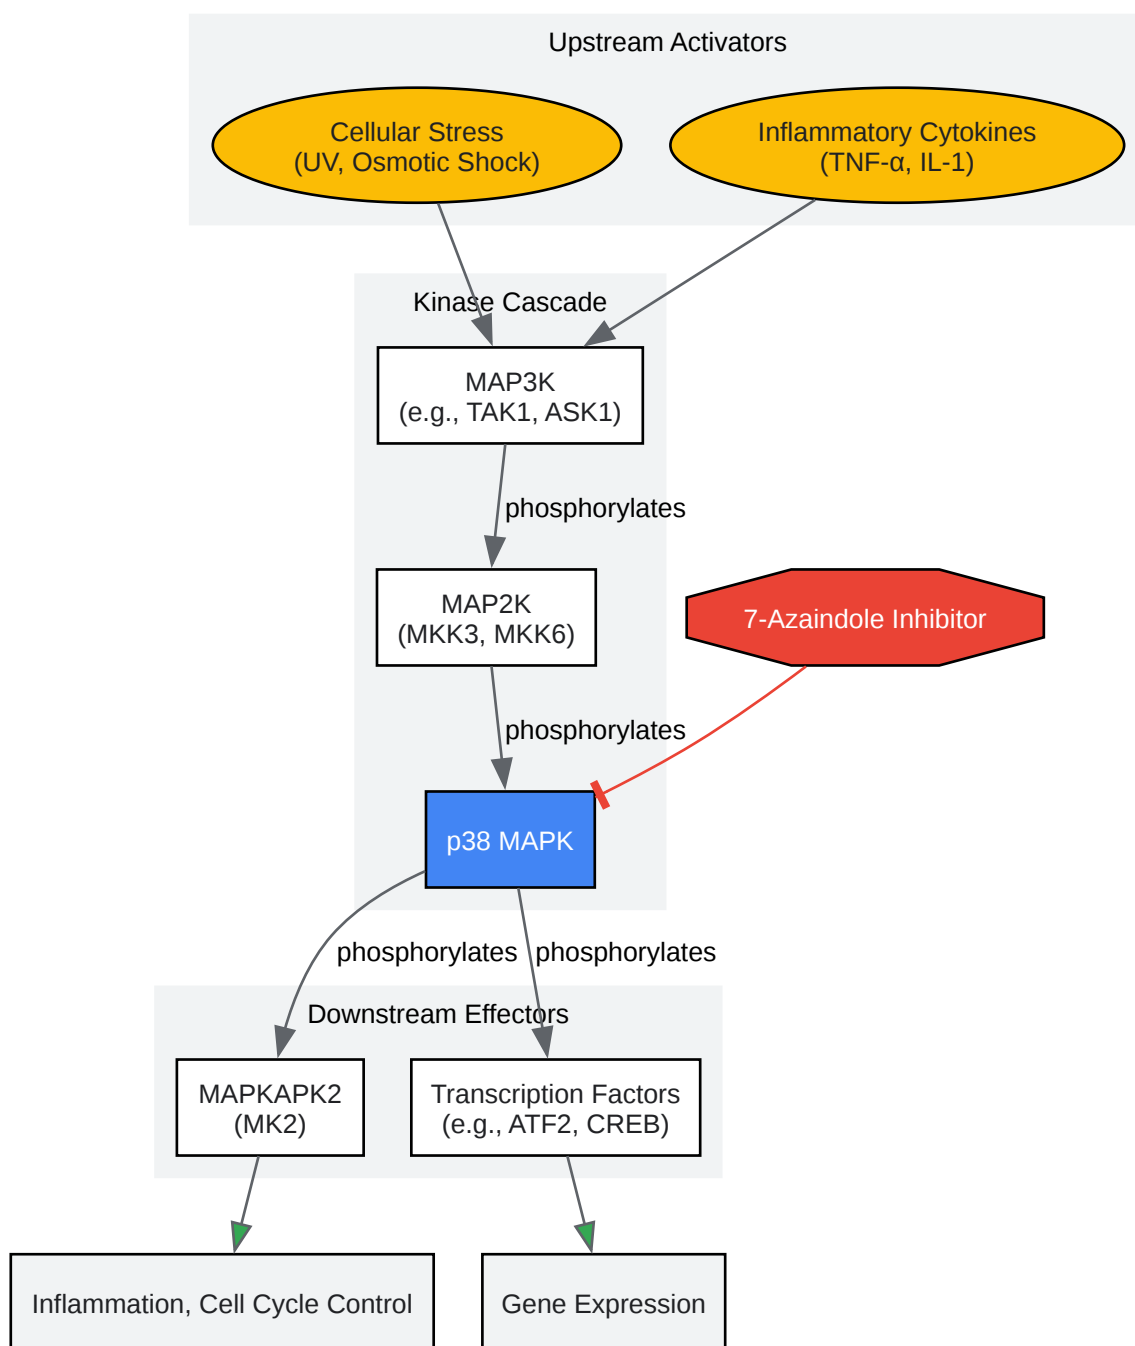 Upstream Activators
Cellular Stress
(UV, Osmotic Shock)
Inflammatory Cytokines
(TNF-α, IL-1)
Kinase Cascade
MAP3K
(e.g., TAK1, ASK1)
phosphorylates
MAP2K
(MKK3, MKK6)
7-Azaindole Inhibitor
phosphorylates
p38 MAPK
phosphorylates
phosphorylates
Downstream Effectors
MAPKAPK2
(MK2)
Transcription Factors
(e.g., ATF2, CREB)
Inflammation, Cell Cycle Control
Gene Expression